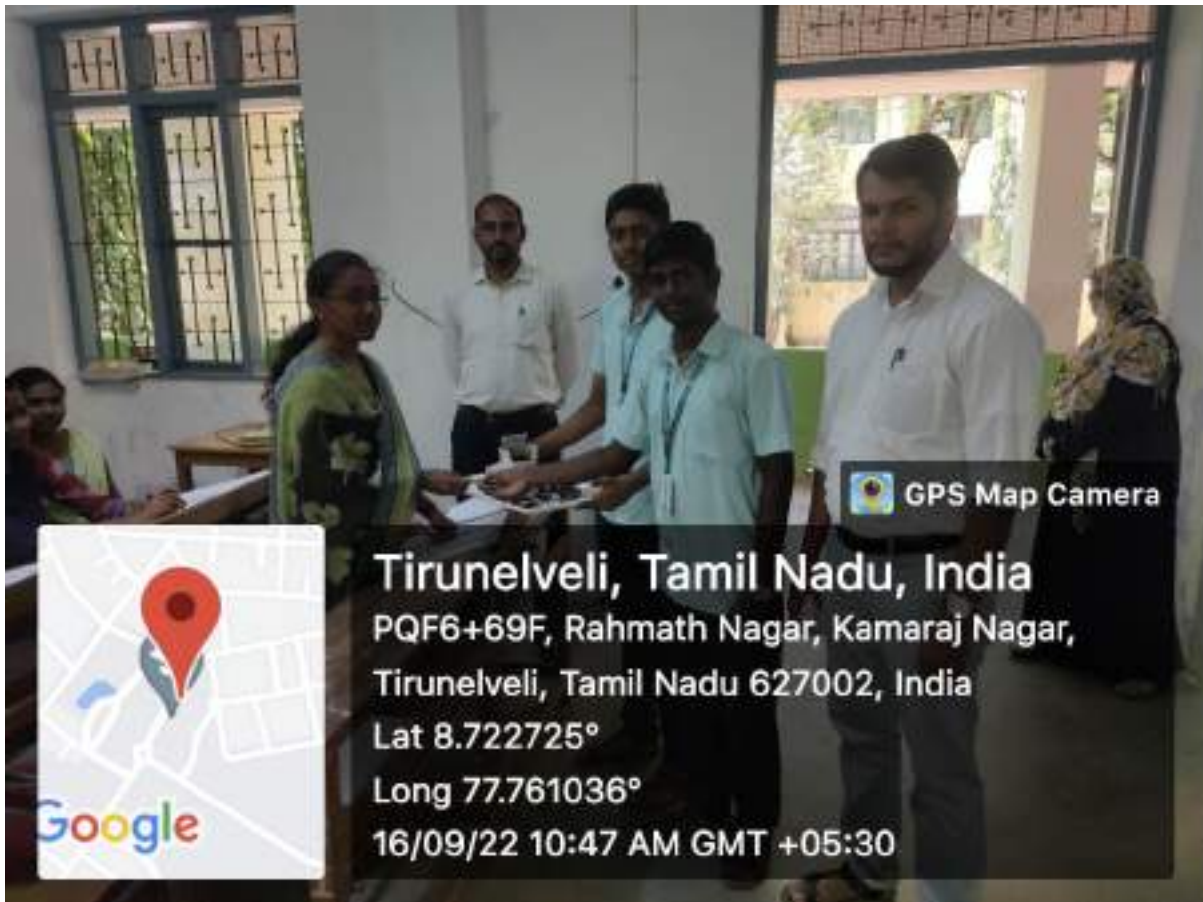 GPS Map Camera
Tirunelveli, Tamil Nadu, India
PQF6+69F, Rahmath Nagar, Kamaraj Nagar,
Tirunelveli, Tamil Nadu 627002, India
Lat 8.722725°
Long 77.761036°
16/09/22 10:47 AM GMT +05:30
Google